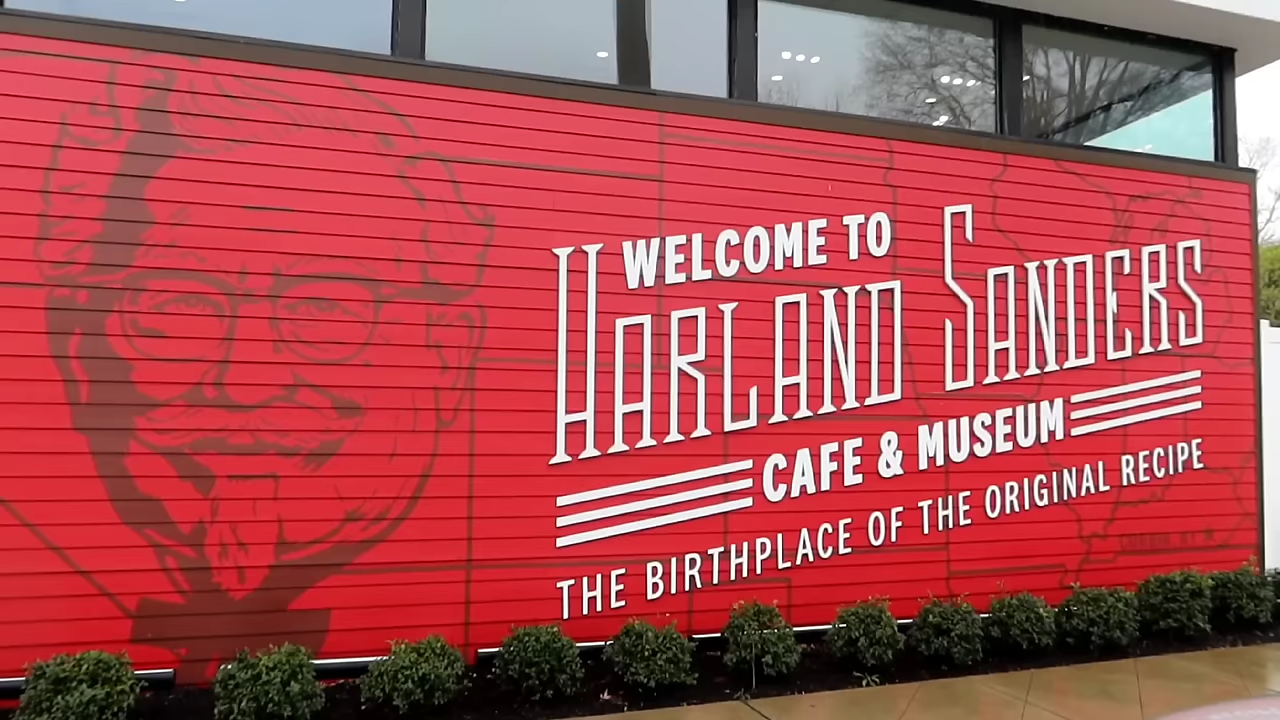 WELCOME TO
HARLAND SANDERS
CAFE & MUSEUM
THE BIRTHPLACE OF THE ORIGINAL RECIPE